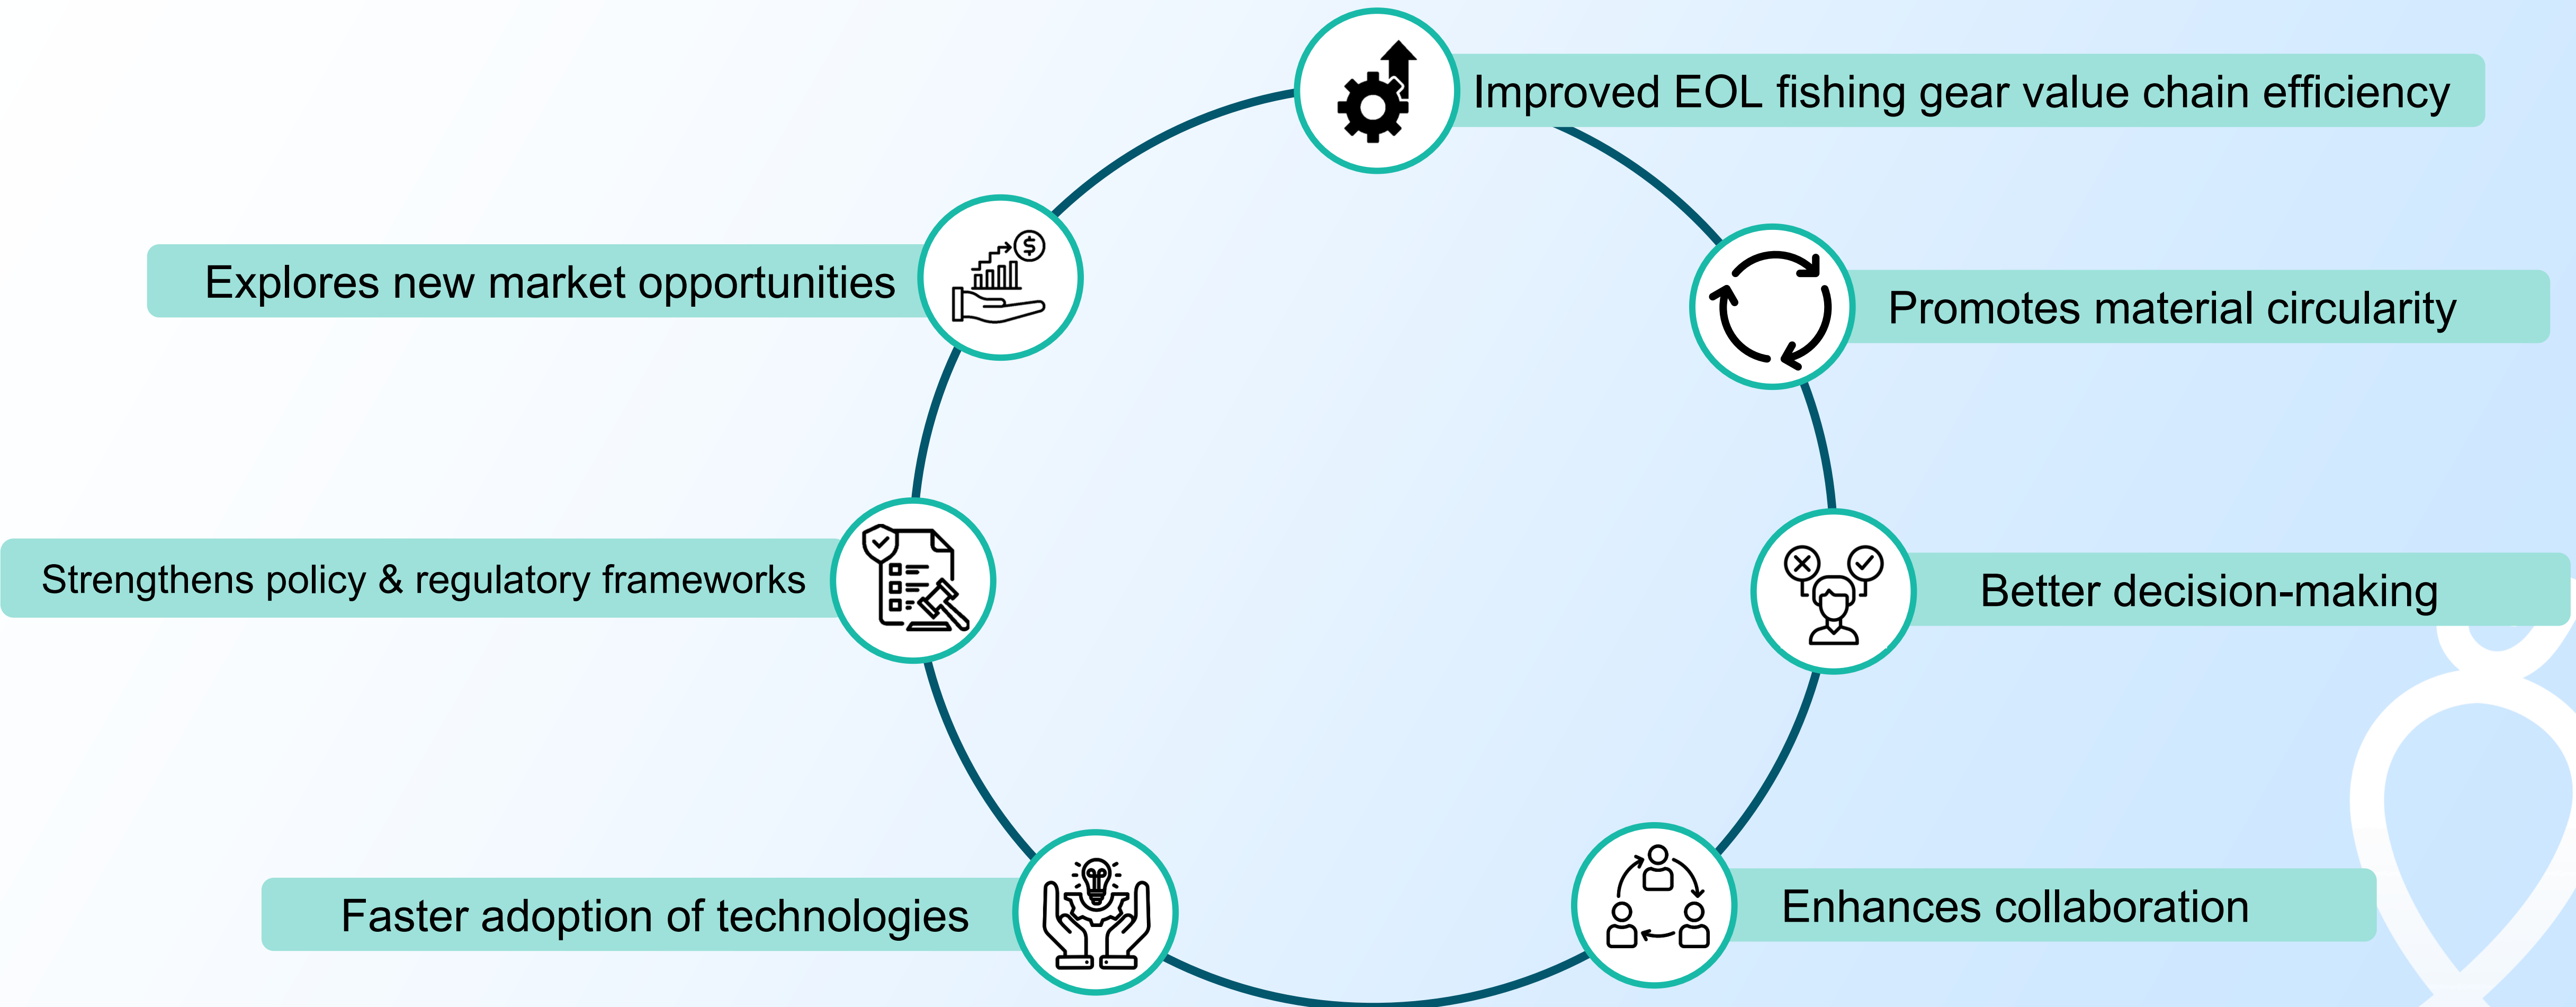 Improved EOL fishing gear value chain efficiency
Explores new market opportunities
Promotes material circularity
Strengthens policy & regulatory frameworks
Better decision-making
Faster adoption of technologies
Enhances collaboration
$